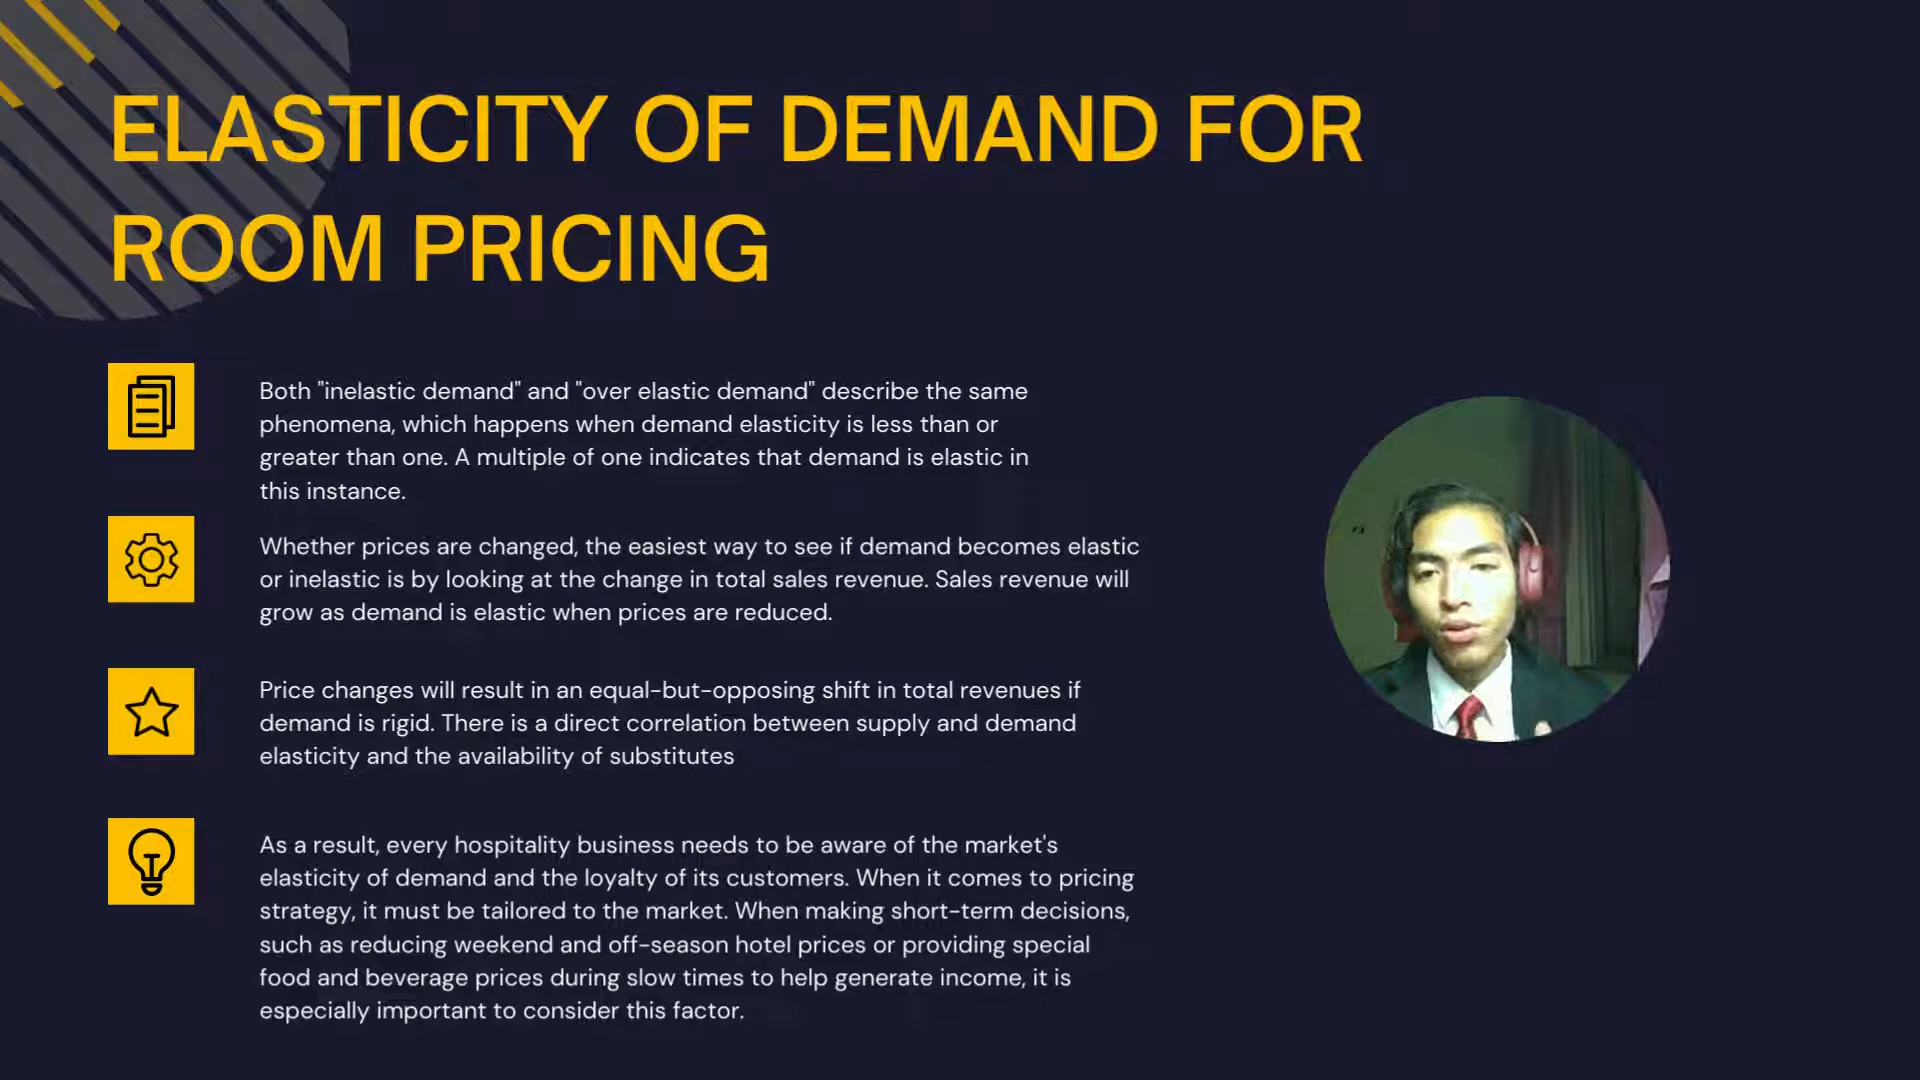 ELASTICITY OF DEMAND FOR
ROOM PRICING
Both "inelastic demand" and "over elastic demand" describe the same
phenomena, which happens when demand elasticity is less than or
greater than one. A multiple of one indicates that demand is elastic in
this instance.
Whether prices are changed, the easiest way to see if demand becomes elastic
or inelastic is by looking at the change in total sales revenue. Sales revenue will
grow as demand is elastic when prices are reduced.
Price changes will result in an equal-but-opposing shift in total revenues if
demand is rigid. There is a direct correlation between supply and demand
elasticity and the availability of substitutes
As a result, every hospitality business needs to be aware of the market's
elasticity of demand and the loyalty of its customers. When it comes to pricing
strategy, it must be tailored to the market. When making short-term decisions,
such as reducing weekend and off-season hotel prices or providing special
food and beverage prices during slow times to help generate income, it is
especially important to consider this factor.